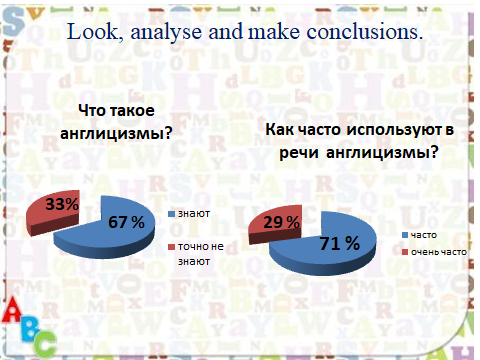 Look, analyse and make conclusions.
Что такое
англицизмы?
33%
67 %
знают
точно не
знают
Как часто используют в
речи англицизмы?
29 %
71 %
часто
очень часто
A
B
C